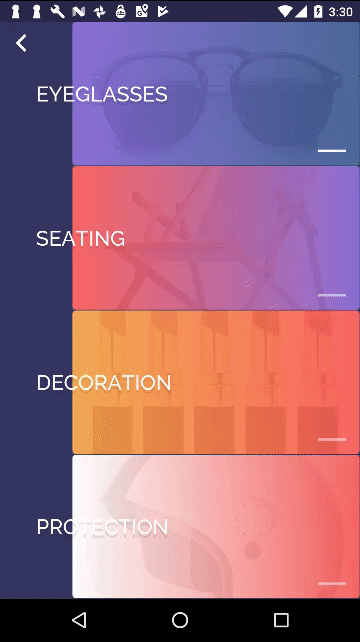 3:30
EYEGLASSES
SEATING
DECORATION
PROTECTION